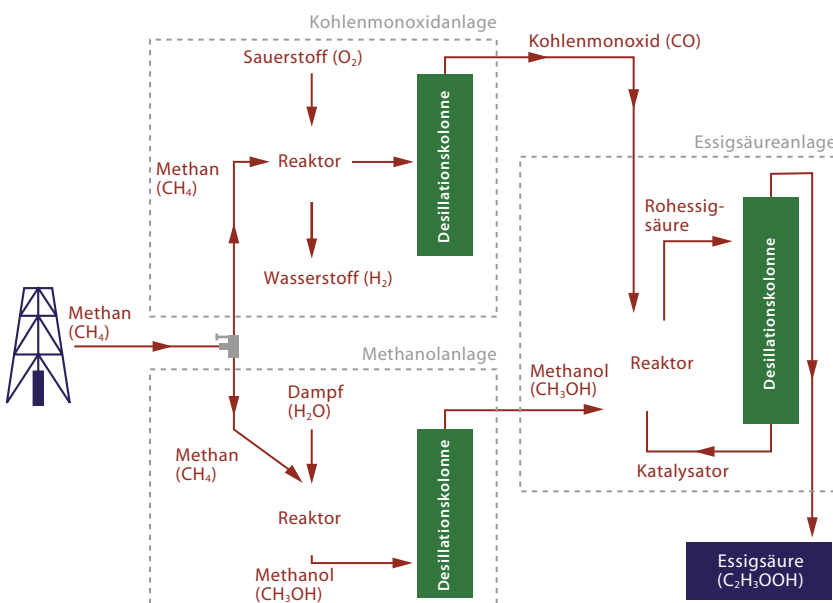 Kohlenmonoxidanlage
Sauerstoff (O₂)
Kohlenmonoxid (CO)
Desillationskolonne
Reaktor
Methan
(CH₄)
Wasserstoff (H₂)
Essigsäureanlage
Rohessig-
säure
Desillationskolonne
Methan
(CH₄)
Methanolanlage
Methanol
(CH₃OH)
Reaktor
Dampf
(H₂O)
Methan
(CH₄)
Desillationskolonne
Katalysator
Reaktor
Methanol
(CH₃OH)
Essigsäure
(C₂H₃OOH)